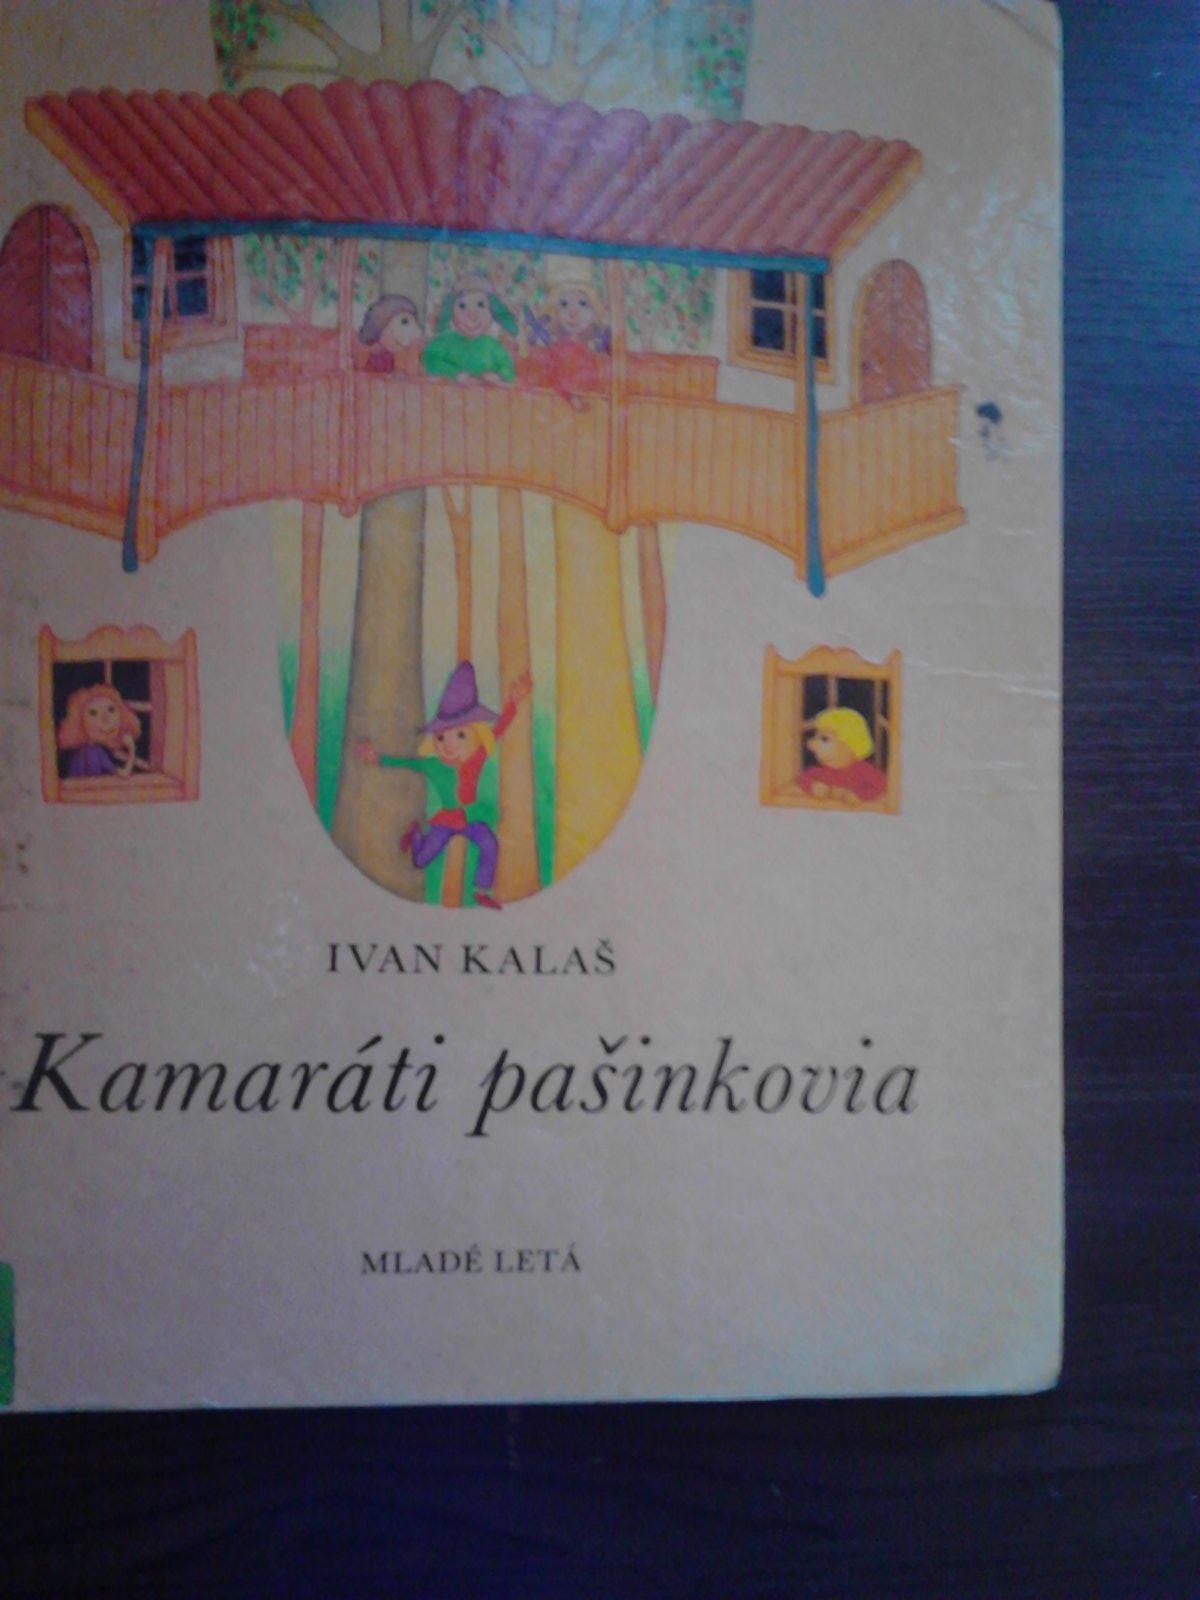 IVAN KALAŠ
Kamaráti pašinkovia
MLADÉ LETÁ